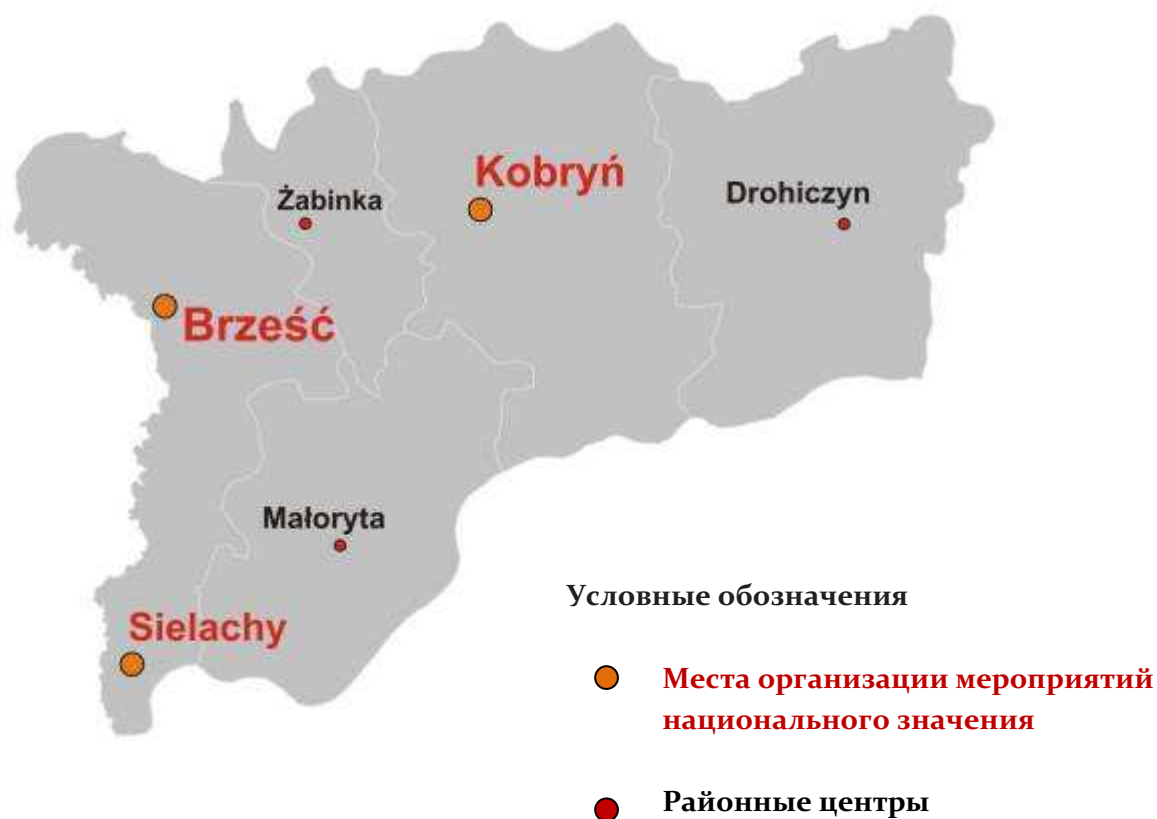 Kobryń
Żabinka
Drohiczyn
Brześć
Małoryta
Sielachy
Условные обозначения
Места организации мероприятий
национального значения
Районные центры